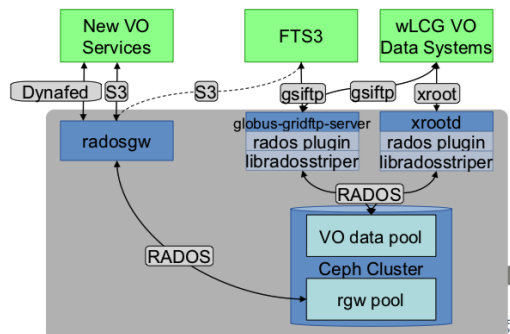 New VO
Services
FTS3
wLCG VO
Data Systems
Dynafed
S3
S3
gsiftp
gsiftp
xroot
radosgw
globus-gridftp-server
rados plugin
libradosstriper
xrootd
rados plugin
libradosstriper
RADOS
VO data pool
Ceph Cluster
RADOS
rgw pool